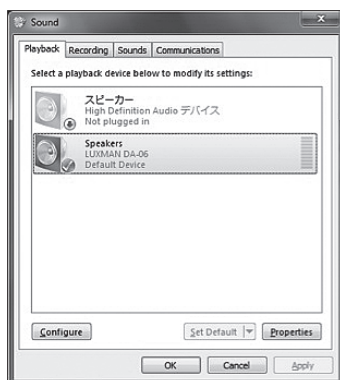 Sound
Playback Recording Sounds Communications
Select a playback device below to modify its settings:
スピーカー
High Definition Audio デバイス
Not plugged in
Speakers
LUXMAN DA-06
Default Device
Configure Set Default Properties
OK Cancel Apply